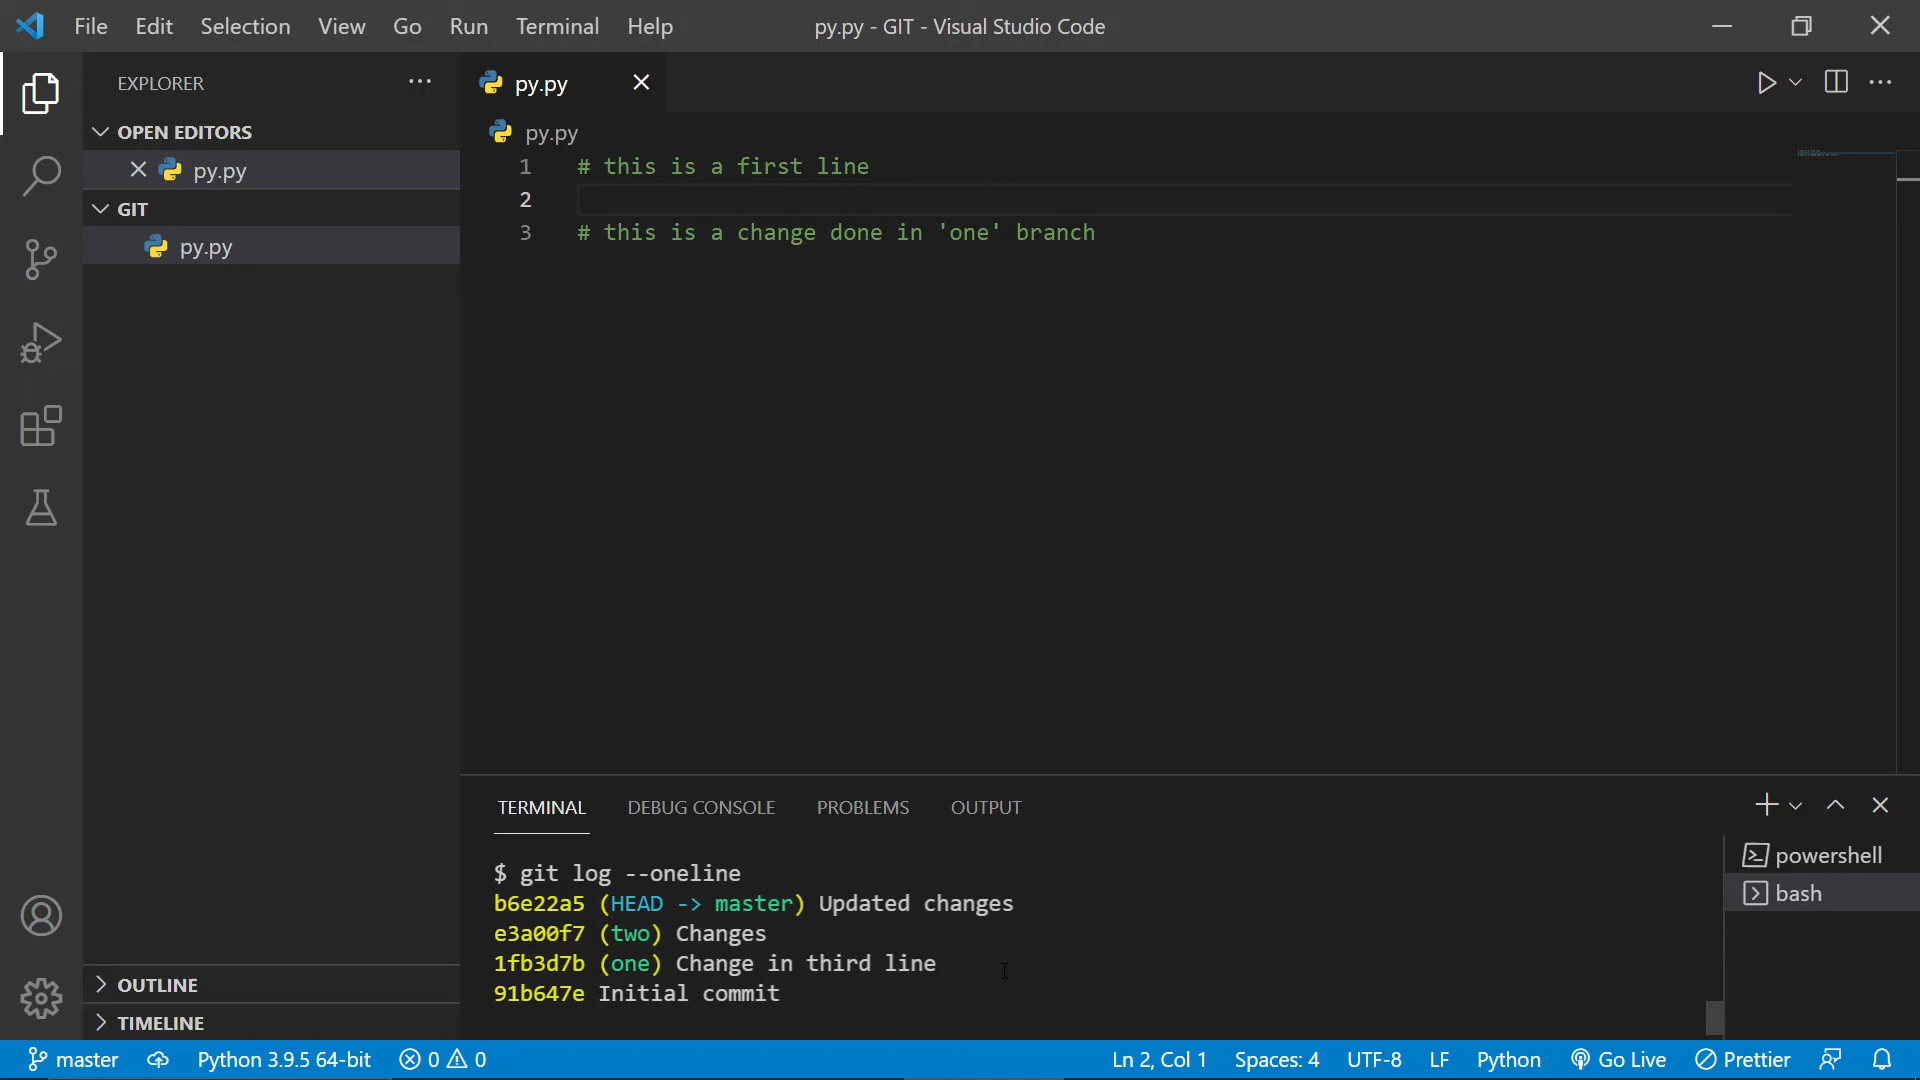 File Edit Selection View Go Run Terminal Help
py.py - GIT - Visual Studio Code
EXPLORER
OPEN EDITORS
py.py
GIT
py.py
py.py
py.py
1 # this is a first line
2
3 # this is a change done in 'one' branch
TERMINAL DEBUG CONSOLE PROBLEMS OUTPUT
$ git log --oneline
b6e22a5 (HEAD -> master) Updated changes
e3a00f7 (two) Changes
1fb3d7b (one) Change in third line
91b647e Initial commit
powershell
bash
OUTLINE
TIMELINE
master Python 3.9.5 64-bit 0 0 Ln 2, Col 1 Spaces: 4 UTF-8 LF Python Go Live Prettier